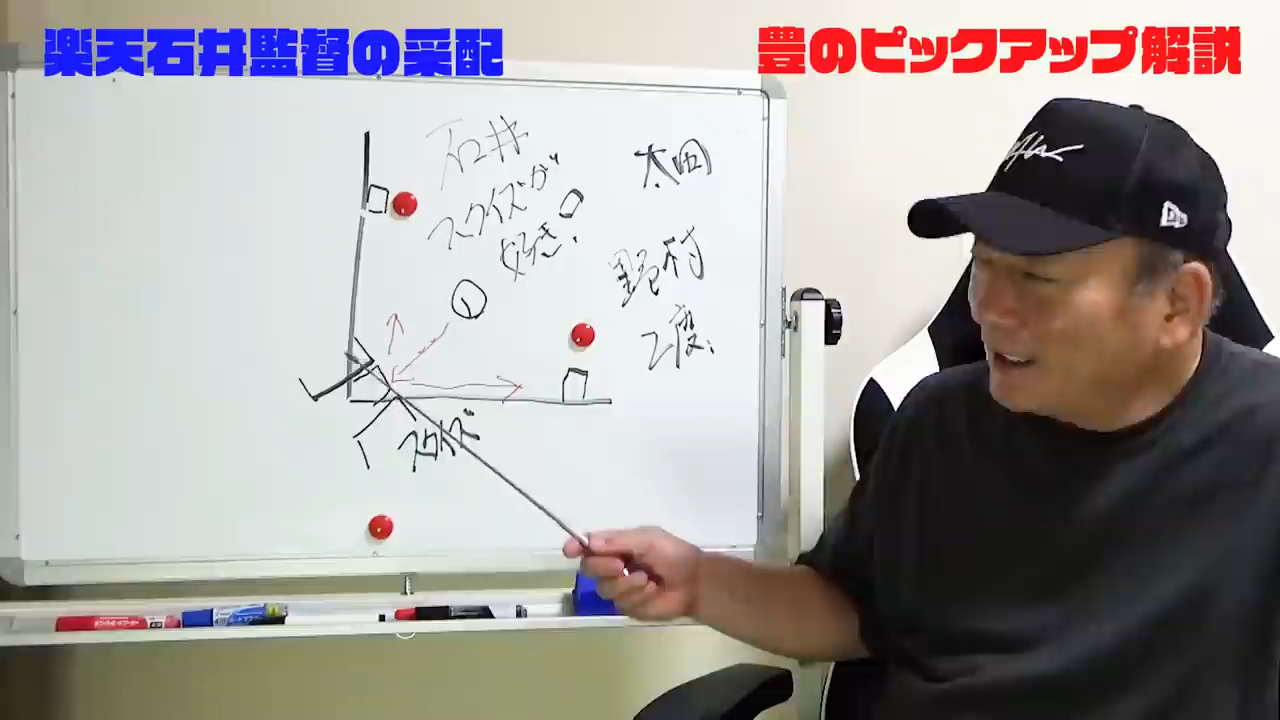 楽天石井監督の采配
豊のピックアップ解説
石井
スクイズが
好き.
太田
野村
2度、
スクイズ